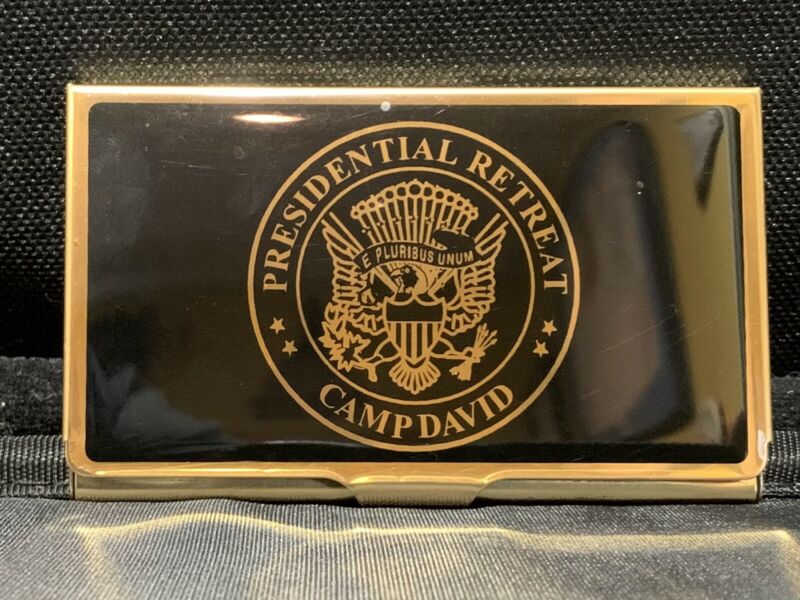 PRESIDENTIAL RETREAT
E PLURIBUS UNUM
CAMP DAVID